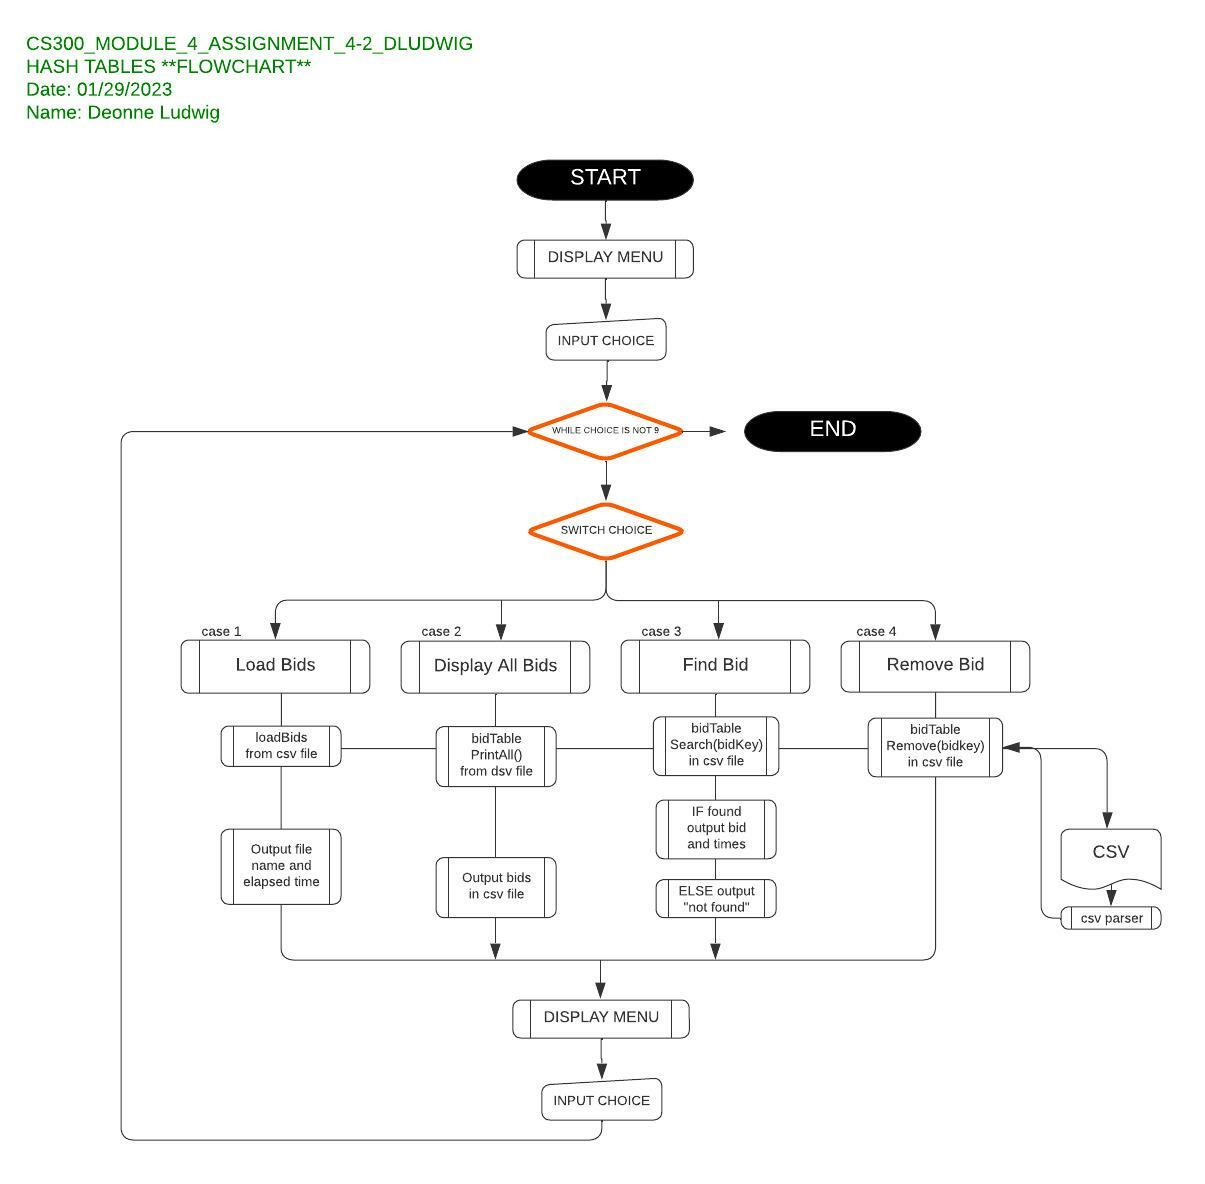 CS300_MODULE_4_ASSIGNMENT_4-2_DLUDWIG
HASH TABLES **FLOWCHART**
Date: 01/29/2023
Name: Deonne Ludwig
START
DISPLAY MENU
INPUT CHOICE
WHILE CHOICE IS NOT 9
END
SWITCH CHOICE
case 1
Load Bids
case 2
Display All Bids
case 3
Find Bid
case 4
Remove Bid
loadBids
from csv file
bidTable
PrintAll()
from dsv file
bidTable
Search(bidKey)
in csv file
bidTable
Remove(bidkey)
in csv file
Output file
name and
elapsed time
Output bids
in csv file
IF found
output bid
and times
ELSE output
"not found"
CSV
csv parser
DISPLAY MENU
INPUT CHOICE